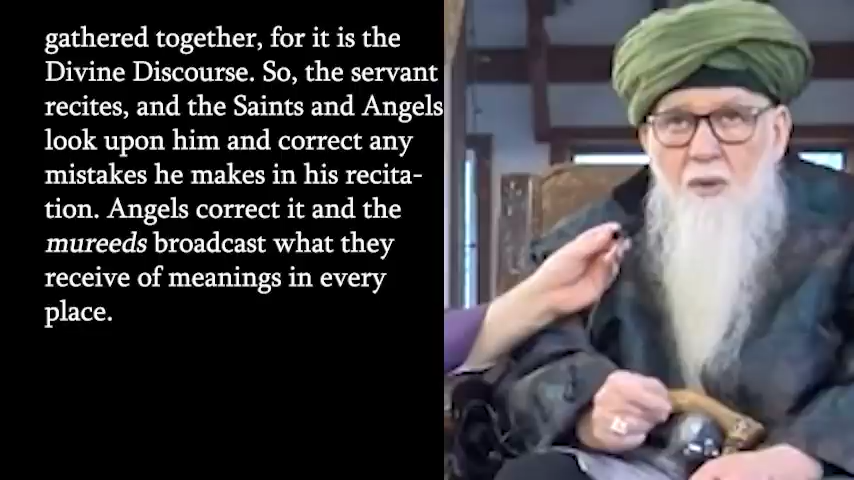 gathered together, for it is the
Divine Discourse. So, the servant
recites, and the Saints and Angels
look upon him and correct any
mistakes he makes in his recita-
tion. Angels correct it and the
mureeds broadcast what they
receive of meanings in every
place.